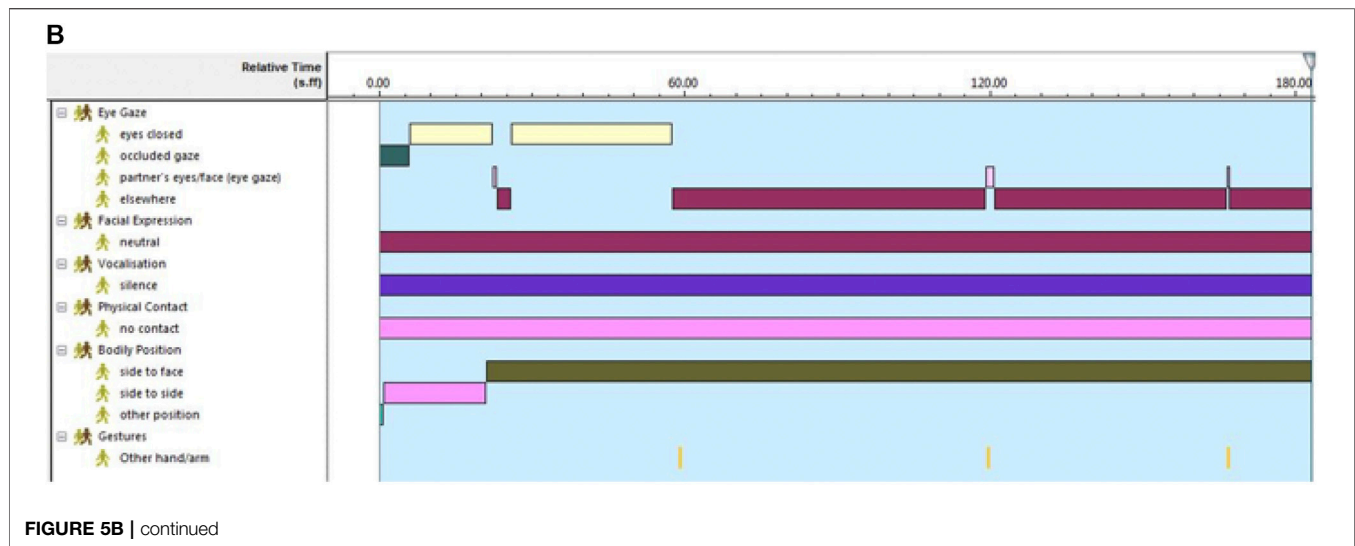 B
Relative Time
(s.ff)
0.00 60.00 120.00 180.00
Eye Gaze
eyes closed
occluded gaze
partner's eyes/face (eye gaze)
elsewhere
Facial Expression
neutral
Vocalisation
silence
Physical Contact
no contact
Bodily Position
side to face
side to side
other position
Gestures
Other hand/arm
FIGURE 5B | continued